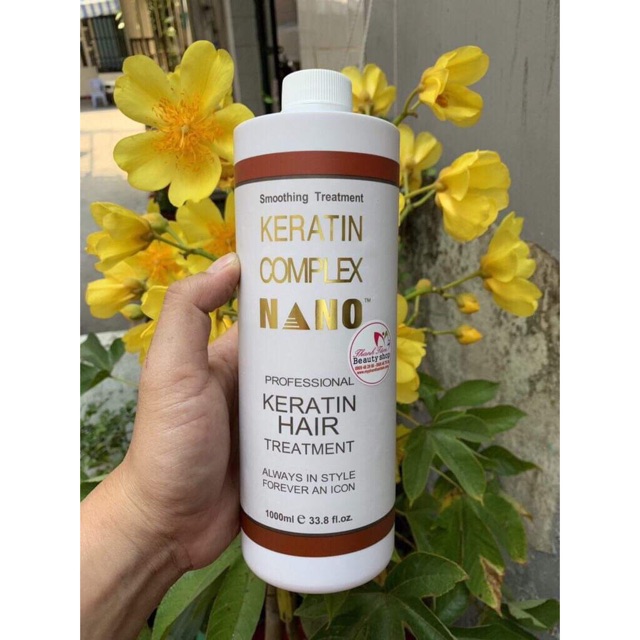 Smoothing Treatment
KERATIN
COMPLEX
NANO™
Beauty shop
PROFESSIONAL
KERATIN
HAIR
TREATMENT
ALWAYS IN STYLE
FOREVER AN ICON
1000ml e 33.8 fl.oz.